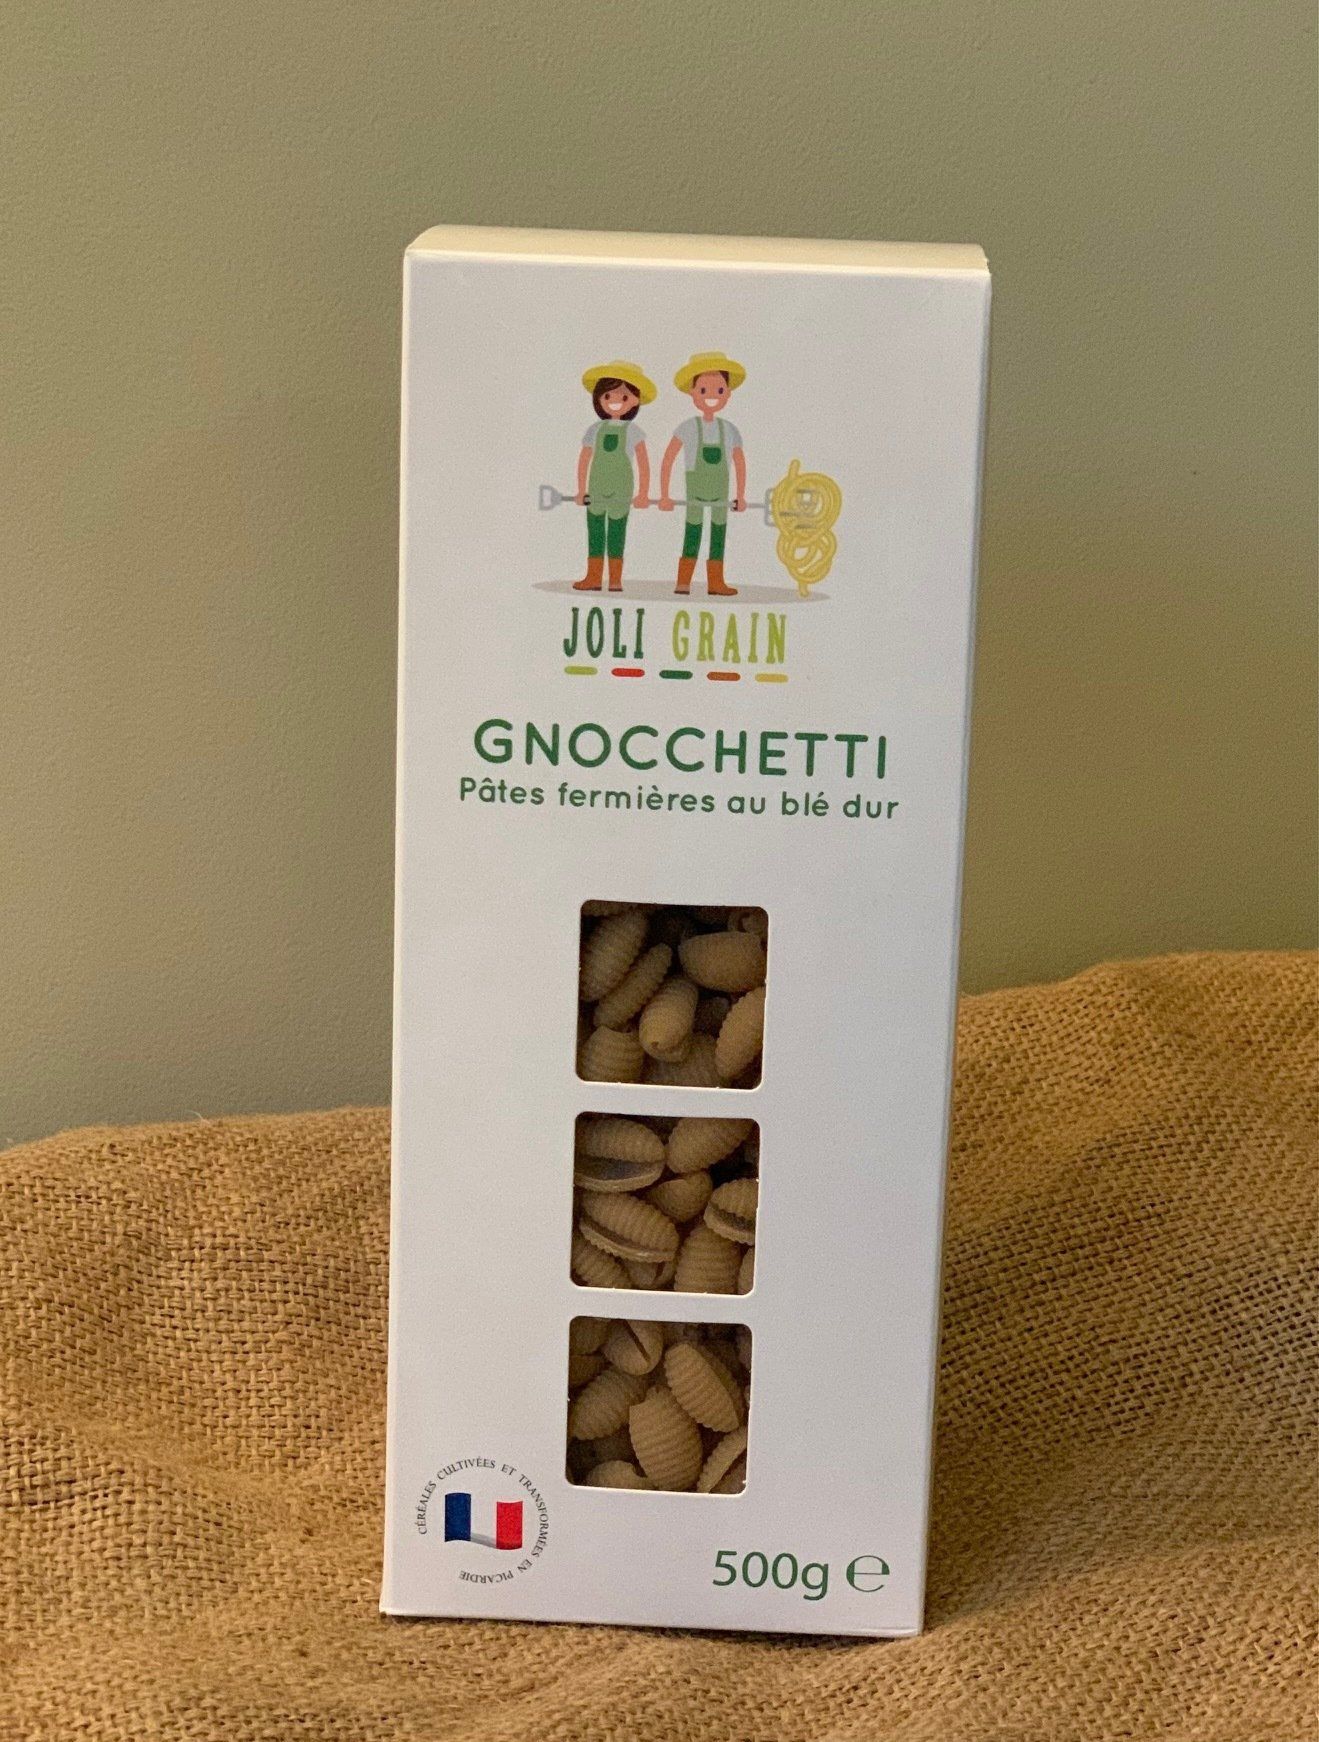 JOLI GRAIN
GNOCCHETTI
Pâtes fermières au blé dur
CÉRÉALES CULTIVÉES ET TRANSFORMÉES EN PICARDIE
500g ℮